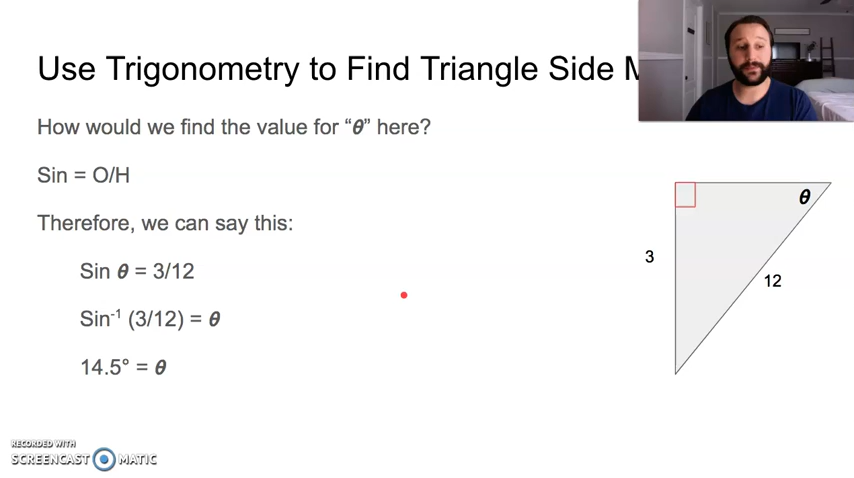 Use Trigonometry to Find Triangle Side
How would we find the value for “θ” here?
Sin = O/H
Therefore, we can say this:
Sin θ = 3/12
Sin⁻¹ (3/12) = θ
14.5° = θ
θ
3
12
RECORDED WITH
SCREENCAST MATIC